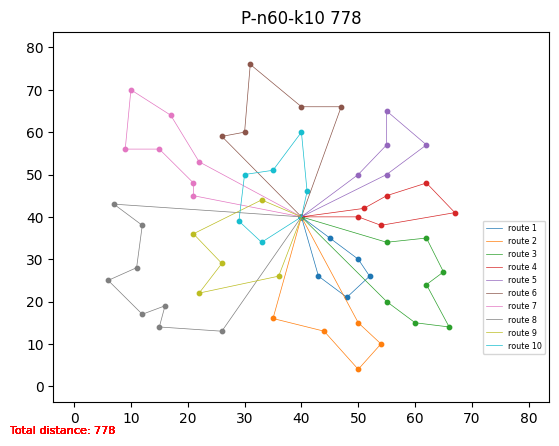 P-n60-k10 778
80
70
60
50
40
30
20
10
0
0 10 20 30 40 50 60 70 80
route 1
route 2
route 3
route 4
route 5
route 6
route 7
route 8
route 9
route 10
Total distance: 778